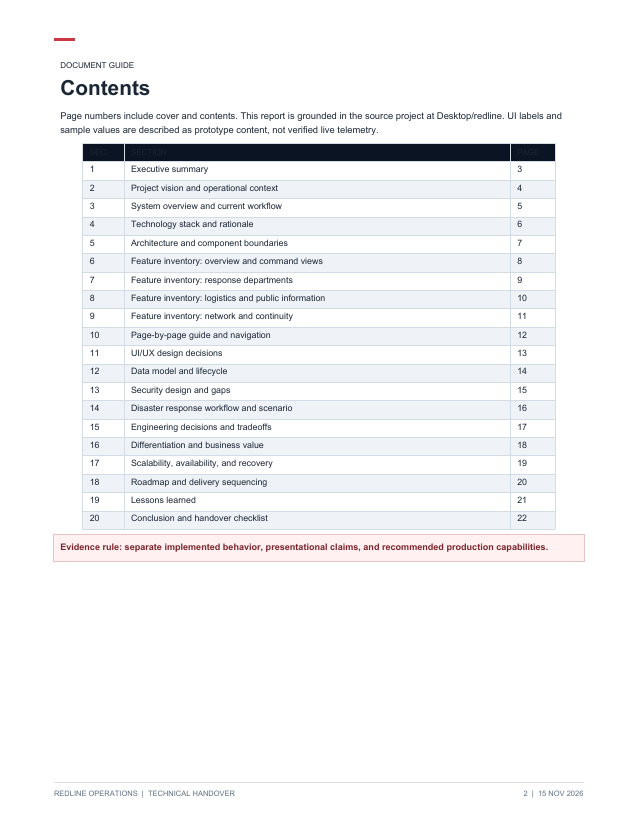 DOCUMENT GUIDE
Contents
Page numbers include cover and contents. This report is grounded in the source project at Desktop/redline. UI labels and
sample values are described as prototype content, not verified live telemetry.
SECTION PAGE
1 Executive summary 3
2 Project vision and operational context 4
3 System overview and current workflow 5
4 Technology stack and rationale 6
5 Architecture and component boundaries 7
6 Feature inventory: overview and command views 8
7 Feature inventory: response departments 9
8 Feature inventory: logistics and public information 10
9 Feature inventory: network and continuity 11
10 Page-by-page guide and navigation 12
11 UI/UX design decisions 13
12 Data model and lifecycle 14
13 Security design and gaps 15
14 Disaster response workflow and scenario 16
15 Engineering decisions and tradeoffs 17
16 Differentiation and business value 18
17 Scalability, availability, and recovery 19
18 Roadmap and delivery sequencing 20
19 Lessons learned 21
20 Conclusion and handover checklist 22
Evidence rule: separate implemented behavior, presentational claims, and recommended production capabilities.
REDLINE OPERATIONS | TECHNICAL HANDOVER 2 | 15 NOV 2026